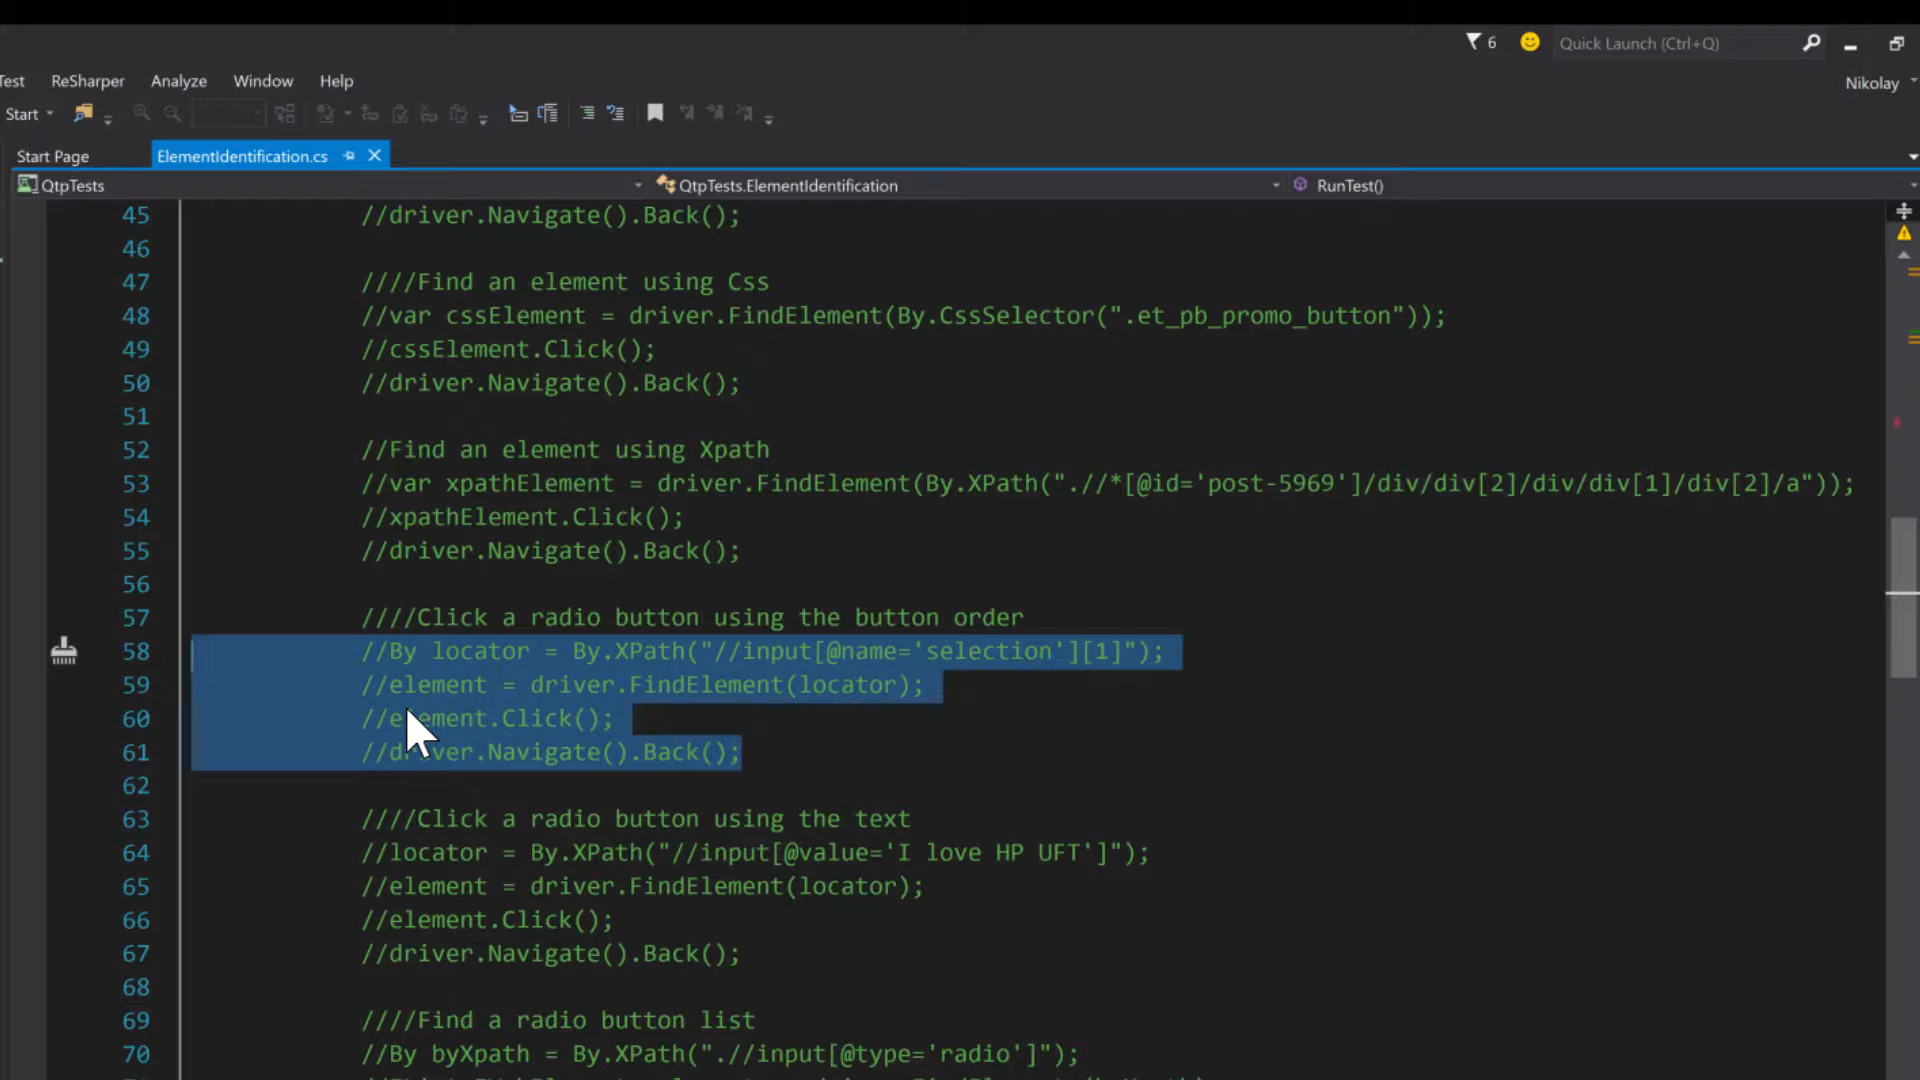 6
Quick Launch (Ctrl+Q)
Test ReSharper Analyze Window Help
Nikolay
Start
Start Page ElementIdentification.cs
QtpTests QtpTests.ElementIdentification RunTest()
45 //driver.Navigate().Back();
46
47 ////Find an element using Css
48 //var cssElement = driver.FindElement(By.CssSelector(".et_pb_promo_button"));
49 //cssElement.Click();
50 //driver.Navigate().Back();
51
52 //Find an element using Xpath
53 //var xpathElement = driver.FindElement(By.XPath(".//*[@id='post-5969']/div/div[2]/div/div[1]/div[2]/a"));
54 //xpathElement.Click();
55 //driver.Navigate().Back();
56
57 ////Click a radio button using the button order
58 //By locator = By.XPath("//input[@name='selection'][1]");
59 //element = driver.FindElement(locator);
60 //element.Click();
61 //driver.Navigate().Back();
62
63 ////Click a radio button using the text
64 //locator = By.XPath("//input[@value='I love HP UFT']");
65 //element = driver.FindElement(locator);
66 //element.Click();
67 //driver.Navigate().Back();
68
69 ////Find a radio button list
70 //By byXpath = By.XPath(".//input[@type='radio']");